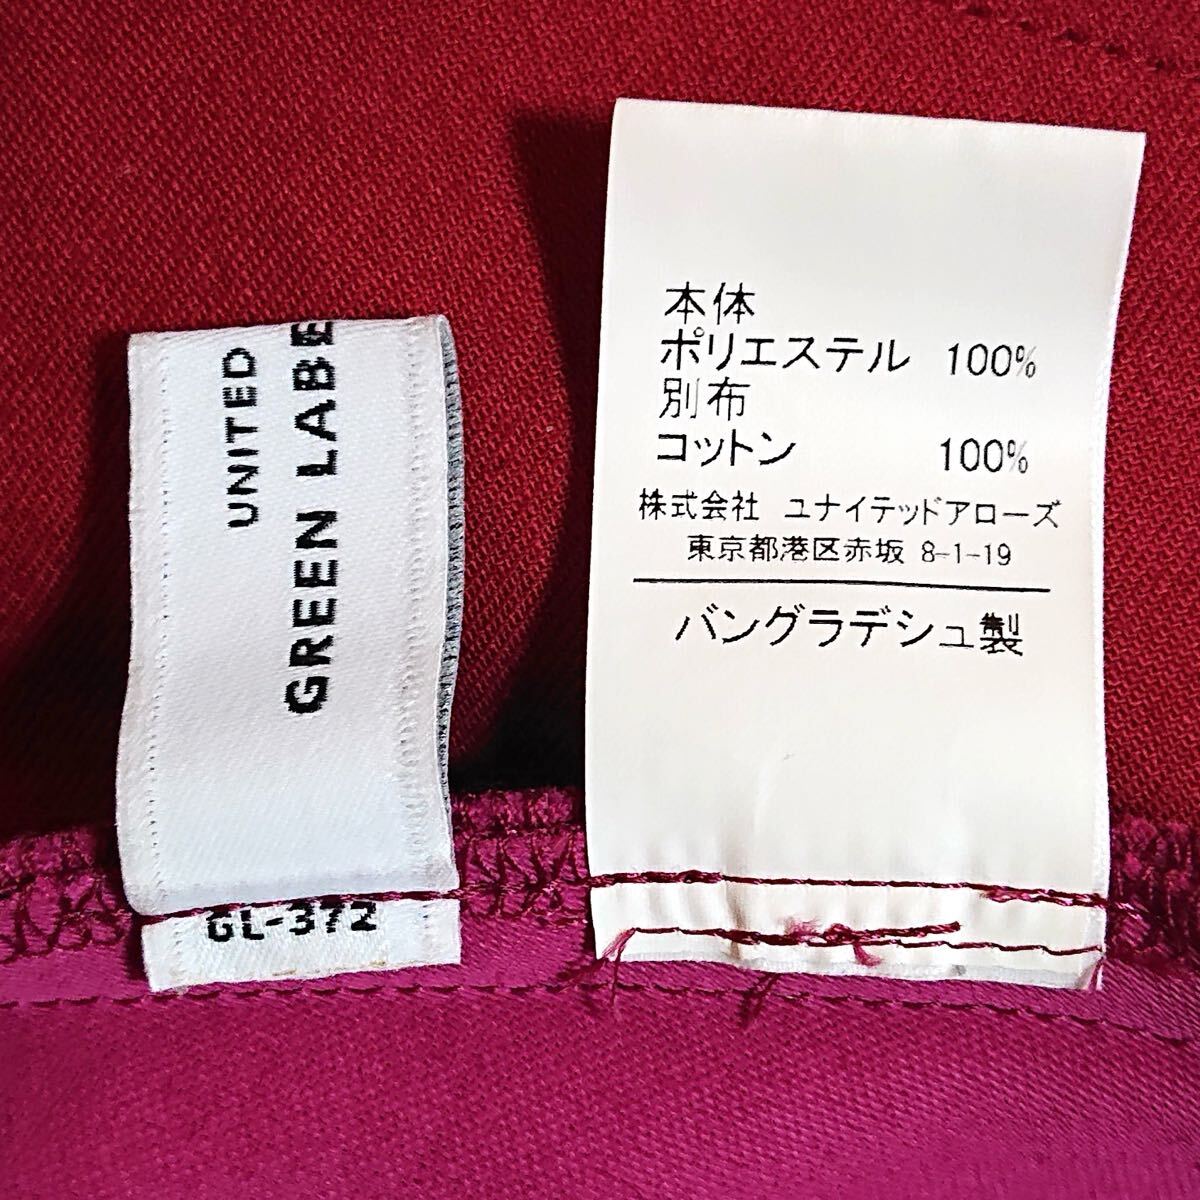 UNITED
GREEN LABE
GL-372
本体
ポリエステル 100%
別布
コットン 100%
株式会社 ユナイテッドアローズ
東京都港区赤坂 8-1-19
バングラデシュ製